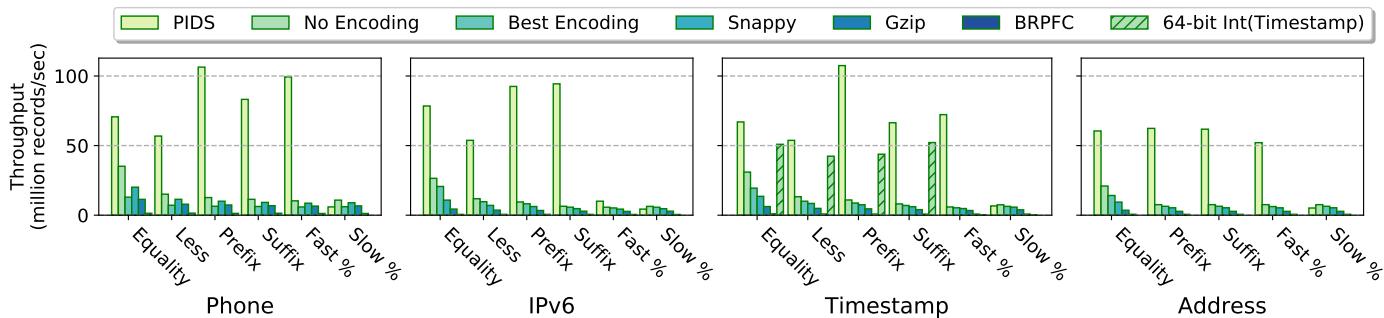 PIDS No Encoding Best Encoding Snappy Gzip BRPFC 64-bit Int(Timestamp)
Throughput
(million records/sec)
100
50
0
Equality Less Prefix Suffix Fast % Slow %
Phone
Equality Less Prefix Suffix Fast % Slow %
IPv6
Equality Less Prefix Suffix Fast % Slow %
Timestamp
Equality Prefix Suffix Fast % Slow %
Address